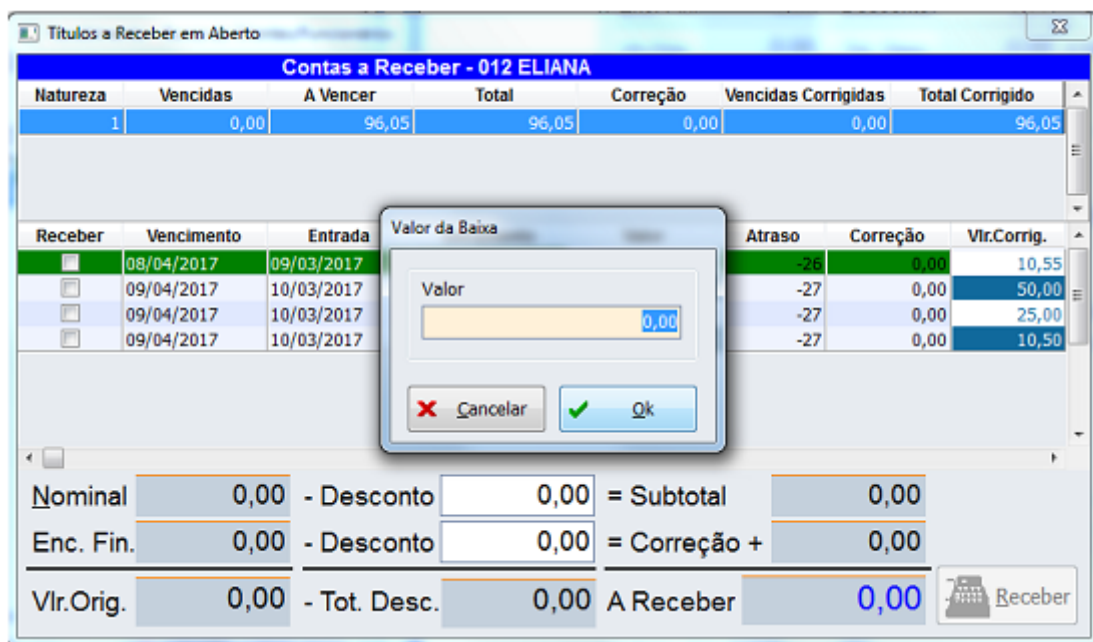 Titulos a Receber em Aberto
Contas a Receber - 012 ELIANA
Natureza Vencidas A Vencer Total Correção Vencidas Corrigidas Total Corrigido
1 0,00 96,05 96,05 0,00 0,00 96,05
Receber Vencimento Entrada Atraso Correção Vlr.Corrig.
08/04/2017 09/03/2017 -26 0,00 10,55
09/04/2017 10/03/2017 -27 0,00 50,00
09/04/2017 10/03/2017 -27 0,00 25,00
09/04/2017 10/03/2017 -27 0,00 10,50
Valor da Baixa
Valor
0,00
Cancelar Ok
Nominal 0,00 - Desconto 0,00 = Subtotal 0,00
Enc. Fin. 0,00 - Desconto 0,00 = Correção + 0,00
Vlr.Orig. 0,00 - Tot. Desc. 0,00 A Receber 0,00 Receber